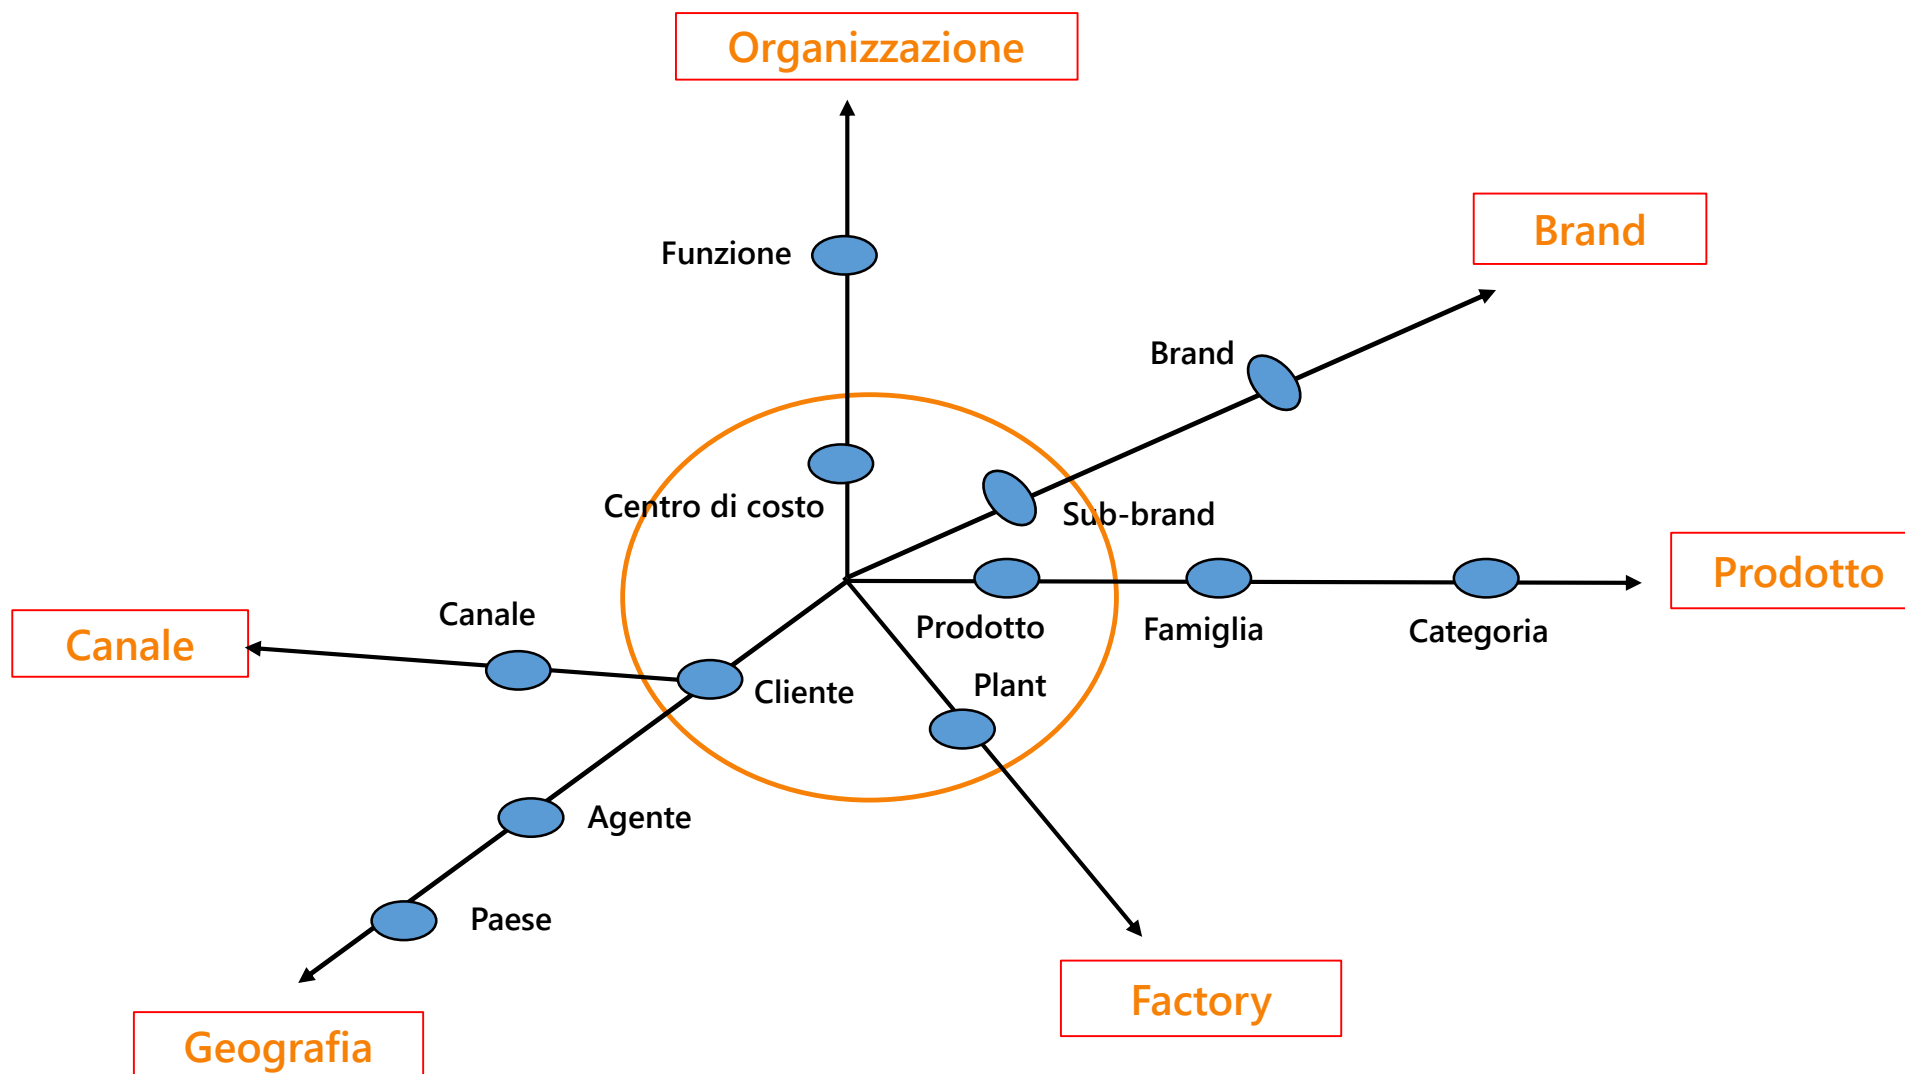 Organizzazione
Brand
Funzione
Brand
Centro di costo
Sub-brand
Prodotto
Canale
Canale
Prodotto
Famiglia
Categoria
Cliente
Plant
Agente
Paese
Factory
Geografia